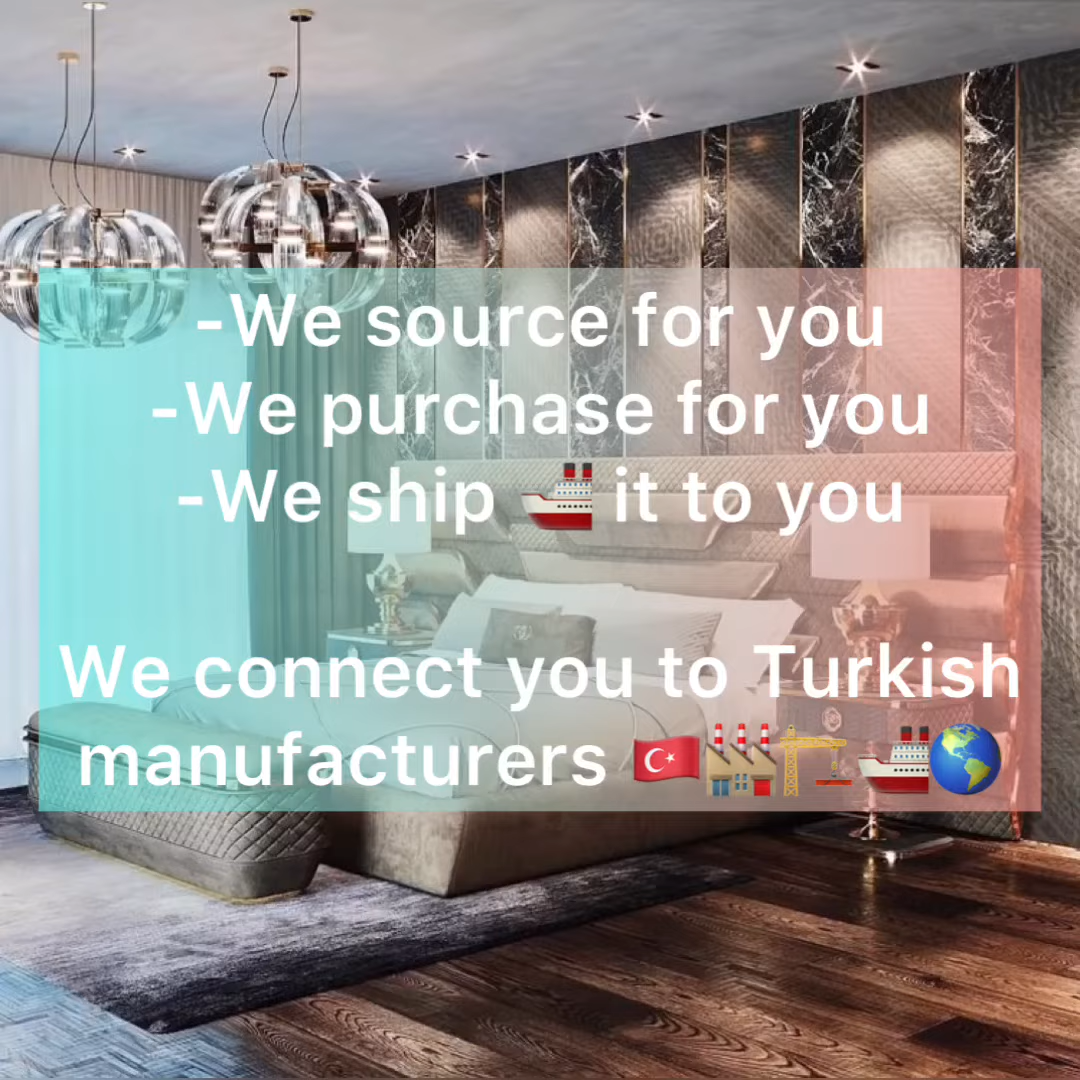 -We source for you
-We purchase for you
-We ship 🚢 it to you
We connect you to Turkish
manufacturers 🇹🇷🏭🏗️🚢🌎